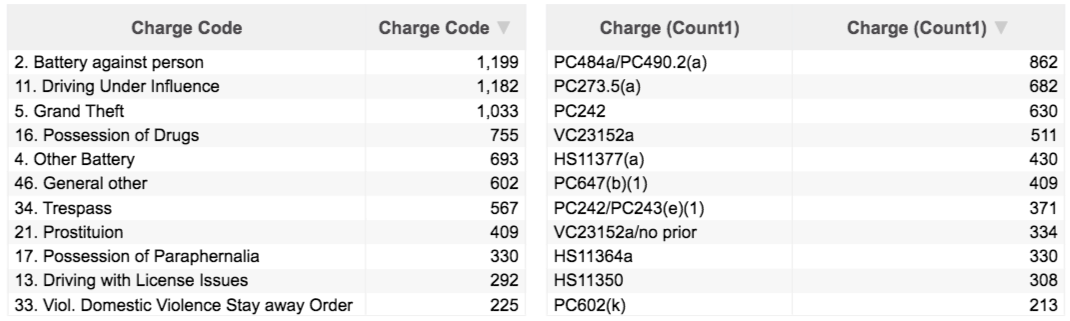 Charge Code Charge Code ▼
2. Battery against person 1,199
11. Driving Under Influence 1,182
5. Grand Theft 1,033
16. Possession of Drugs 755
4. Other Battery 693
46. General other 602
34. Trespass 567
21. Prostituion 409
17. Possession of Paraphernalia 330
13. Driving with License Issues 292
33. Viol. Domestic Violence Stay away Order 225
Charge (Count1) Charge (Count1) ▼
PC484a/PC490.2(a) 862
PC273.5(a) 682
PC242 630
VC23152a 511
HS11377(a) 430
PC647(b)(1) 409
PC242/PC243(e)(1) 371
VC23152a/no prior 334
HS11364a 330
HS11350 308
PC602(k) 213